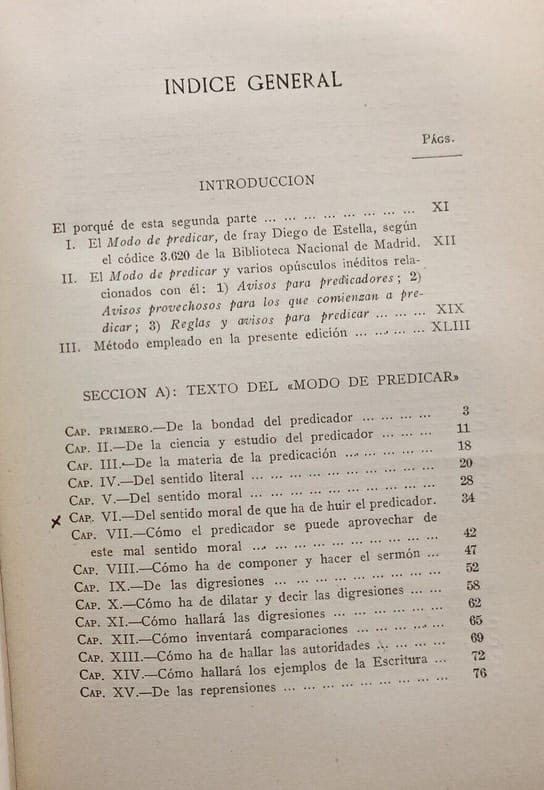 INDICE GENERAL
PÁGS.
INTRODUCCION
El porqué de esta segunda parte ... ... ... ... ... ... ... ... XI
I. El Modo de predicar, de fray Diego de Estella, según
el códice 3.620 de la Biblioteca Nacional de Madrid. XII
II. El Modo de predicar y varios opúsculos inéditos rela-
cionados con él: 1) Avisos para predicadores; 2)
Avisos provechosos para los que comienzan a pre-
dicar; 3) Reglas y avisos para predicar ... ... ... XIX
III. Método empleado en la presente edición ... ... ... ... XLIII
SECCION A): TEXTO DEL «MODO DE PREDICAR»
CAP. PRIMERO.—De la bondad del predicador ... ... ... ... 3
CAP. II.—De la ciencia y estudio del predicador ... ... ... 11
CAP. III.—De la materia de la predicación ... ... ... ... ... 18
CAP. IV.—Del sentido literal ... ... ... ... ... ... ... ... ... 20
CAP. V.—Del sentido moral ... ... ... ... ... ... ... ... ... 28
x CAP. VI.—Del sentido moral de que ha de huir el predicador. 34
CAP. VII.—Cómo el predicador se puede aprovechar de
este mal sentido moral ... ... ... ... ... ... ... ... ... 42
CAP. VIII.—Cómo ha de componer y hacer el sermón ... ... 47
CAP. IX.—De las digresiones ... ... ... ... ... ... ... ... ... 52
CAP. X.—Cómo ha de dilatar y decir las digresiones ... ... 58
CAP. XI.—Cómo hallará las digresiones ... ... ... ... ... ... 62
CAP. XII.—Cómo inventará comparaciones ... ... ... ... ... 65
CAP. XIII.—Cómo ha de hallar las autoridades ... ... ... ... 69
CAP. XIV.—Cómo hallará los ejemplos de la Escritura ... ... 72
CAP. XV.—De las reprensiones ... ... ... ... ... ... ... ... ... 76